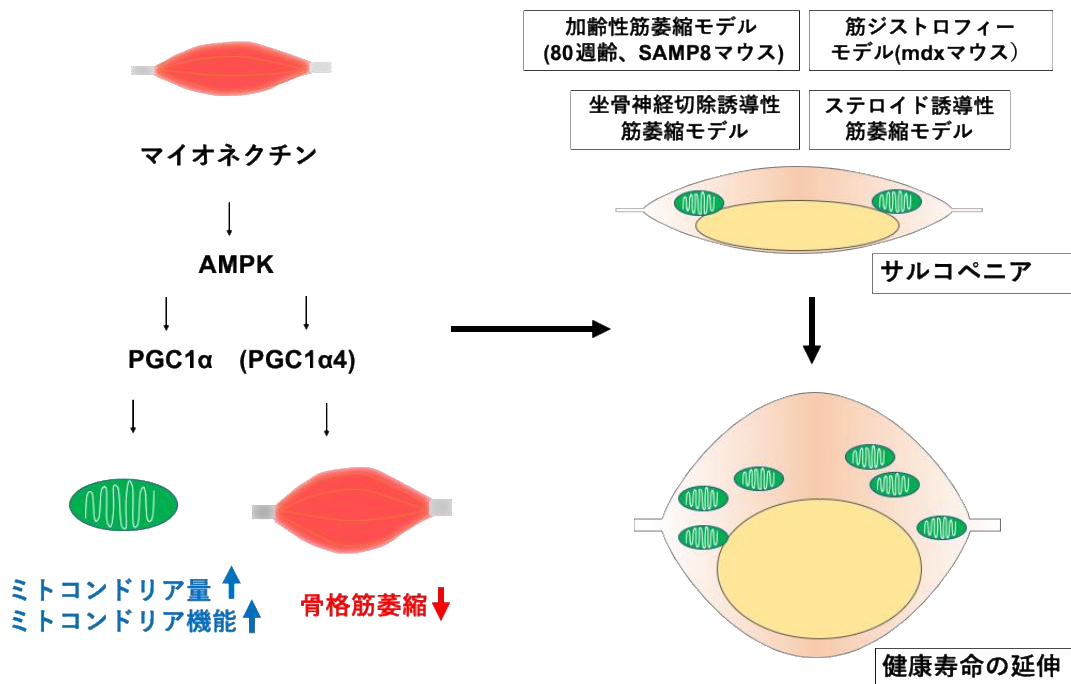 マイオネクチン
AMPK
PGC1α (PGC1α4)
ミトコンドリア量
ミトコンドリア機能
骨格筋萎縮
加齢性筋萎縮モデル
(80週齢、SAMP8マウス)
筋ジストロフィー
モデル(mdxマウス）
坐骨神経切除誘導性
筋萎縮モデル
ステロイド誘導性
筋萎縮モデル
サルコペニア
健康寿命の延伸